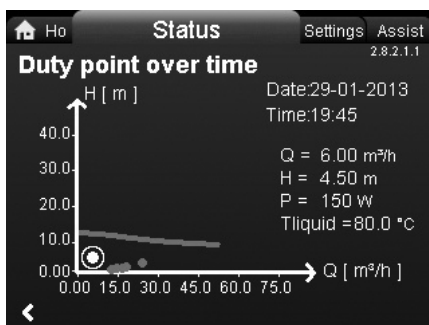 Ho Status Settings Assist
2.8.2.1.1
Duty point over time
H [ m ]
Date:29-01-2013
Time:19:45
40.0
30.0
20.0
10.0
0.00
Q = 6.00 m³/h
H = 4.50 m
P = 150 W
Tliquid =80.0 °C
Q [ m³/h ]
0.00 15.0 30.0 45.0 60.0 75.0